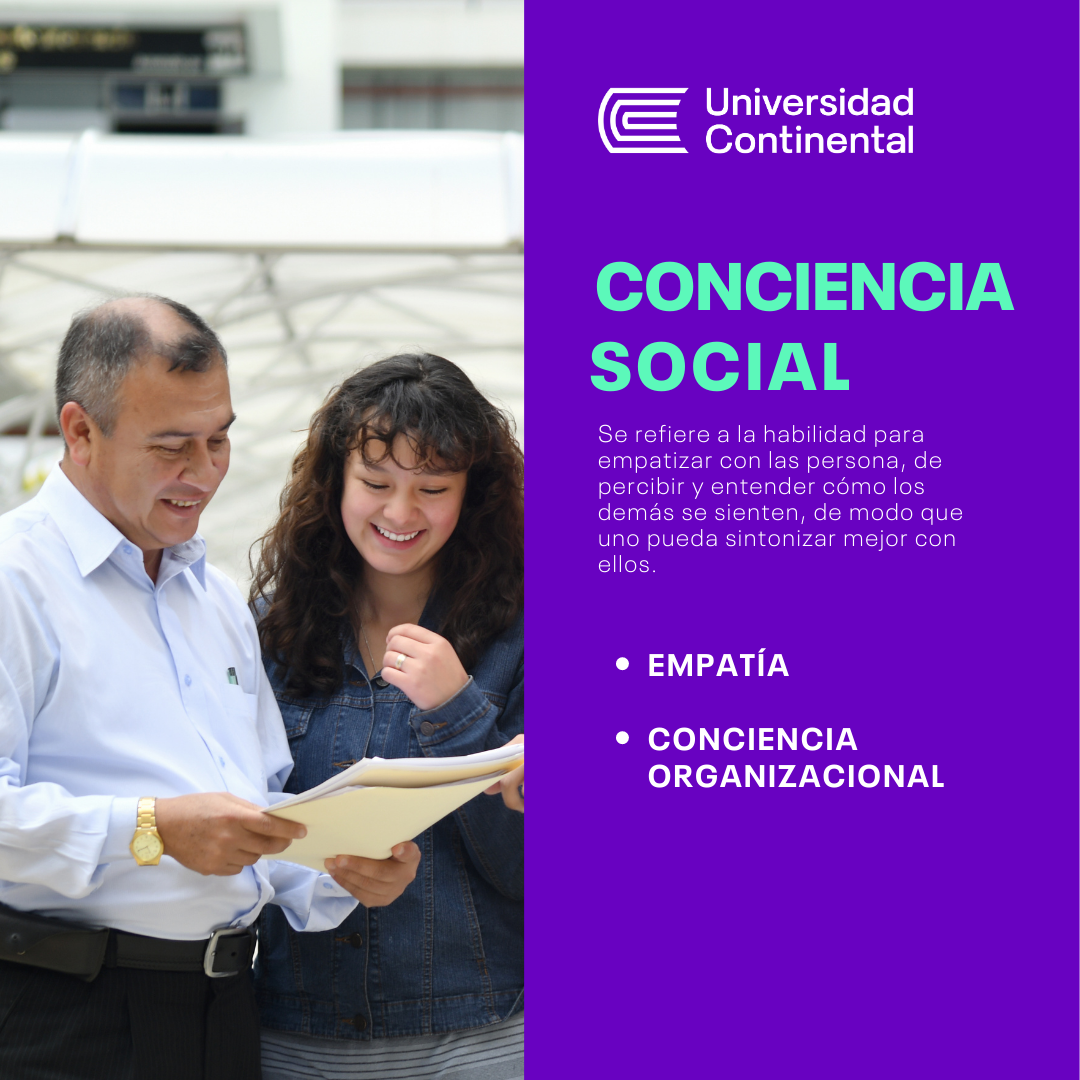 Universidad
Continental
CONCIENCIA
SOCIAL
Se refiere a la habilidad para
empatizar con las persona, de
percibir y entender cómo los
demás se sienten, de modo que
uno pueda sintonizar mejor con
ellos.
• EMPATÍA
• CONCIENCIA
ORGANIZACIONAL